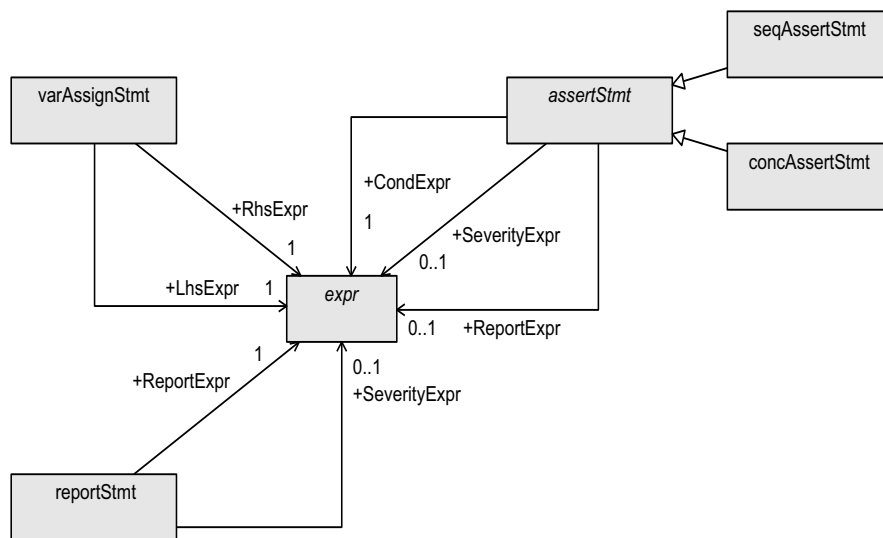 seqAssertStmt
varAssignStmt
assertStmt
concAssertStmt
+CondExpr
+RhsExpr
1
+SeverityExpr
1
0..1
+LhsExpr
1
expr
0..1
+ReportExpr
1
0..1
+ReportExpr
+SeverityExpr
reportStmt